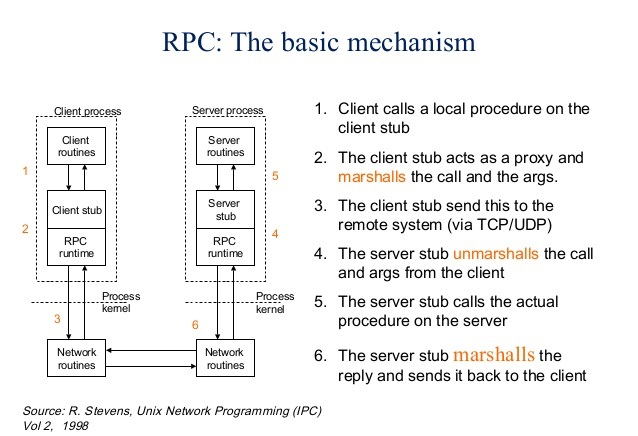 RPC: The basic mechanism
Client process
Server process
Client
routines
Server
routines
1
5
Client stub
Server
stub
2
4
RPC
runtime
RPC
runtime
Process
kernel
Process
kernel
3
6
Network
routines
Network
routines
1. Client calls a local procedure on the
client stub
2. The client stub acts as a proxy and
marshalls the call and the args.
3. The client stub send this to the
remote system (via TCP/UDP)
4. The server stub unmarshalls the call
and args from the client
5. The server stub calls the actual
procedure on the server
6. The server stub marshalls the
reply and sends it back to the client
Source: R. Stevens, Unix Network Programming (IPC)
Vol 2, 1998